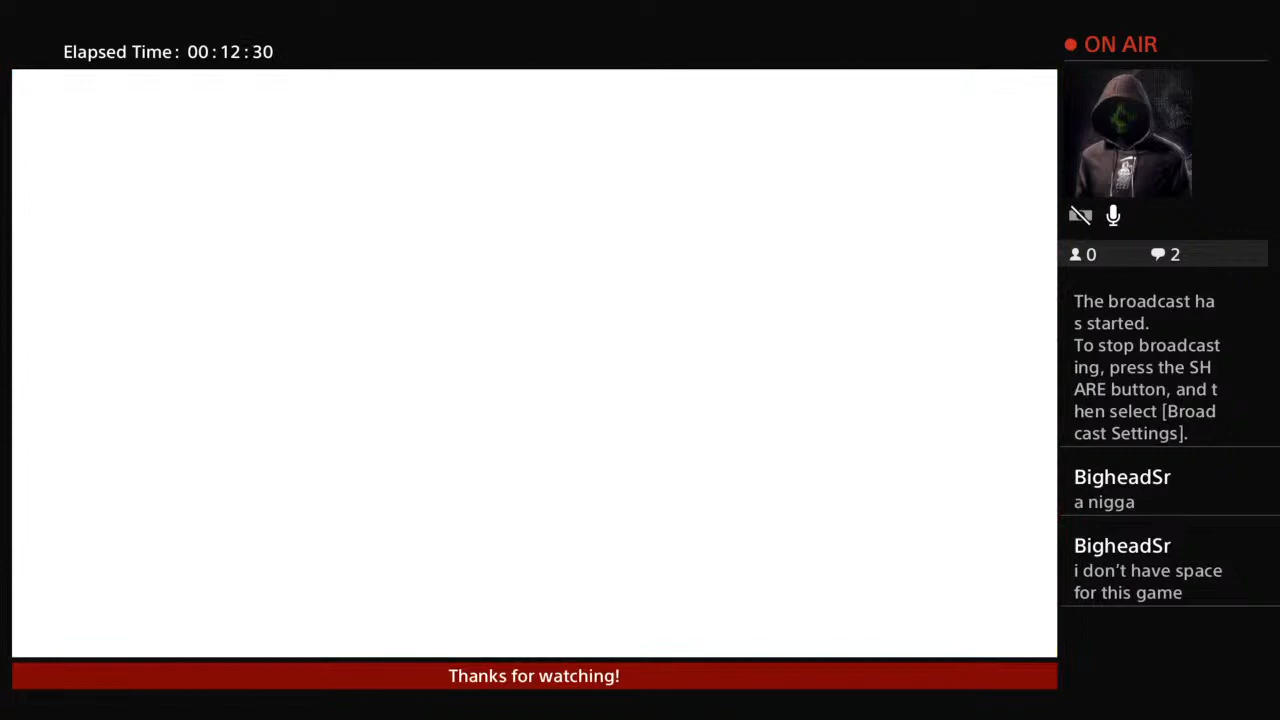 Elapsed Time: 00:12:30
ON AIR
0 2
The broadcast ha
s started.
To stop broadcast
ing, press the SH
ARE button, and t
hen select [Broad
cast Settings].
BigheadSr
a nigga
BigheadSr
i don't have space
for this game
Thanks for watching!